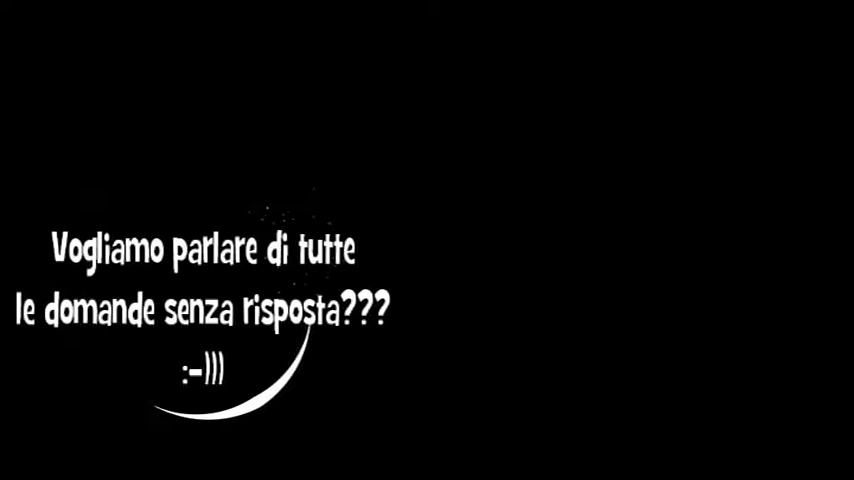 Vogliamo parlare di tutte
le domande senza risposta???
:-)))